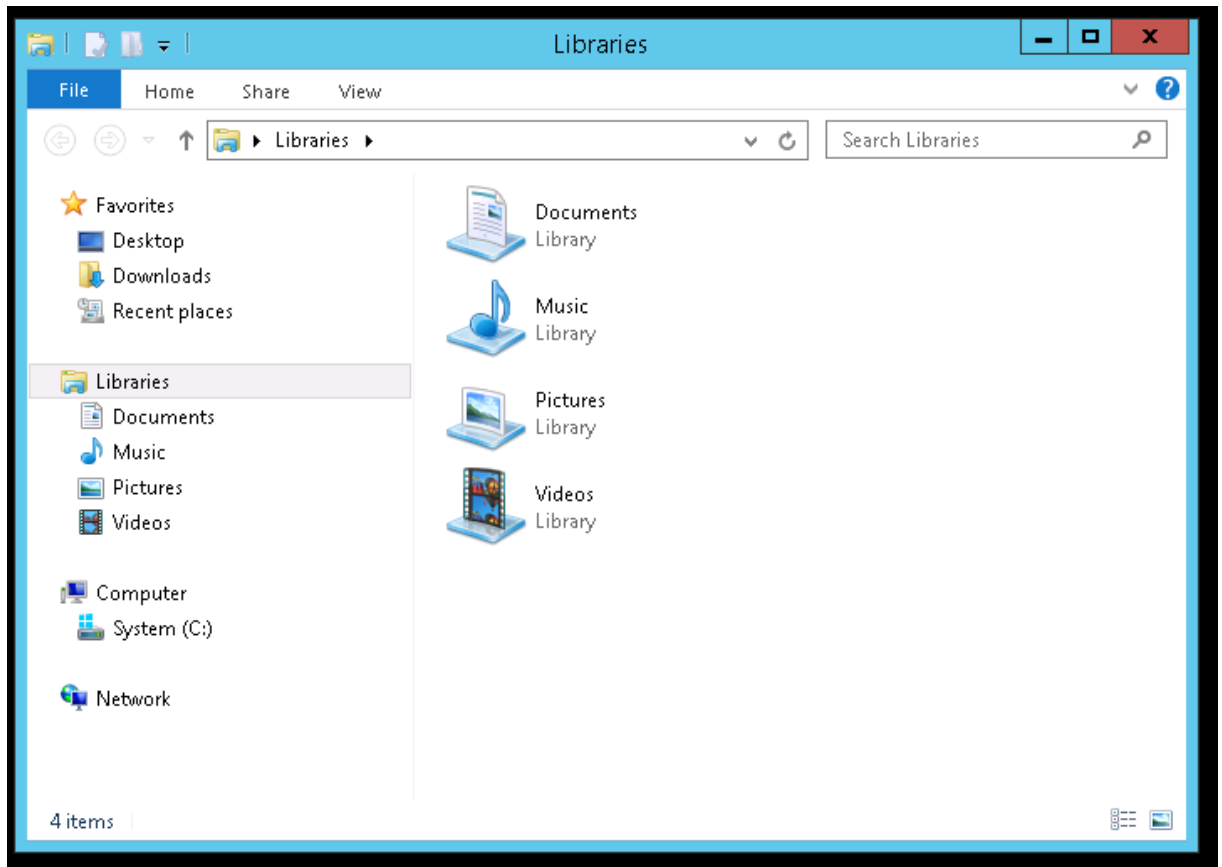 Libraries
File Home Share View
Libraries
Search Libraries
Favorites
Desktop
Downloads
Recent places
Libraries
Documents
Music
Pictures
Videos
Computer
System (C:)
Network
Documents
Library
Music
Library
Pictures
Library
Videos
Library
4 items